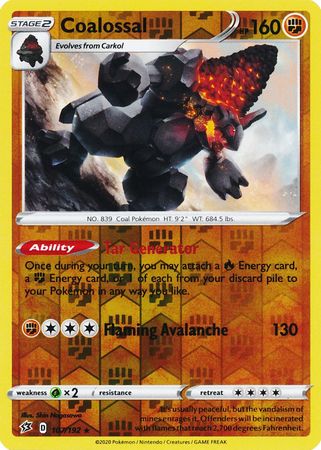 STAGE 2
Coalossal
HP 160
Evolves from Carkol
NO. 839 Coal Pokémon HT: 9'2" WT: 684.5 lbs.
Ability Tar Generator
Once during your turn, you may attach a Energy card,
a Energy card, or 1 of each from your discard pile to
your Pokémon in any way you like.
Flaming Avalanche 130
weakness ×2 resistance retreat
Illus. Shin Nagasawa
It's usually peaceful, but the vandalism of
mines enrages it. Offenders will be incinerated
with flames that reach 2,700 degrees Fahrenheit.
107/192 ★
©2020 Pokémon / Nintendo / Creatures / GAME FREAK